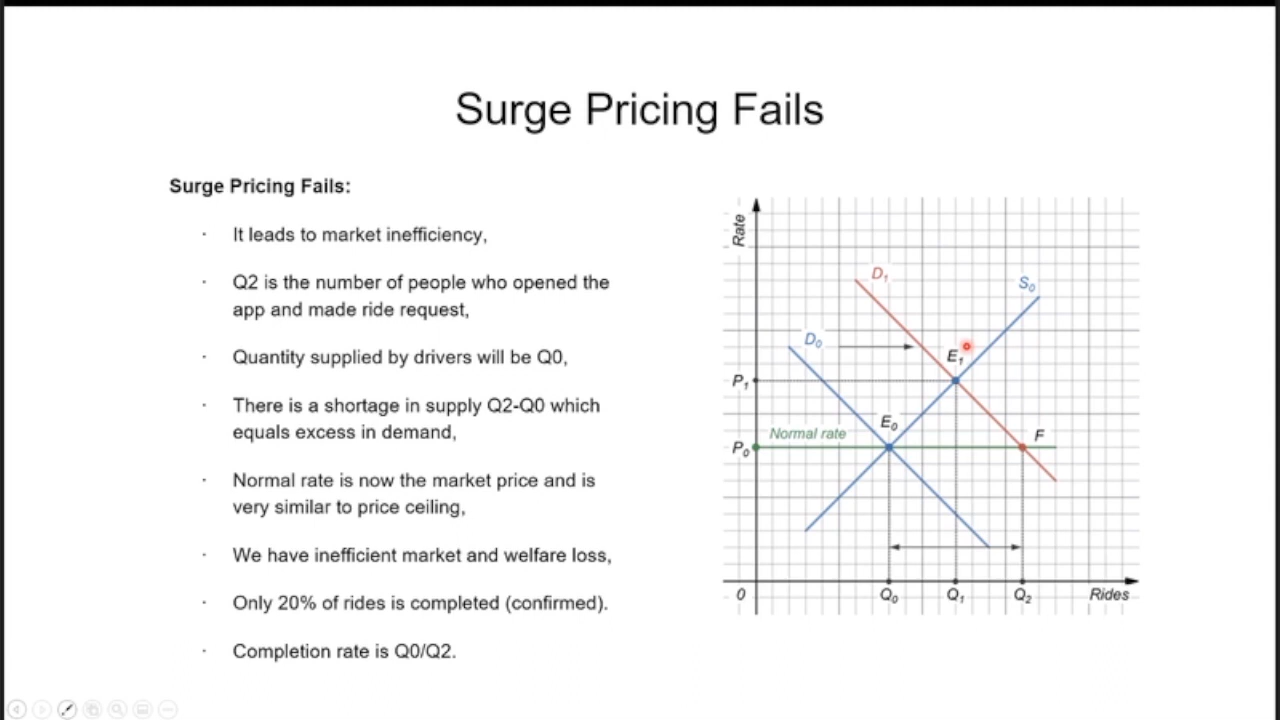 Surge Pricing Fails
Surge Pricing Fails:
· It leads to market inefficiency,
· Q2 is the number of people who opened the
app and made ride request,
· Quantity supplied by drivers will be Q0,
· There is a shortage in supply Q2-Q0 which
equals excess in demand,
· Normal rate is now the market price and is
very similar to price ceiling,
· We have inefficient market and welfare loss,
· Only 20% of rides is completed (confirmed).
· Completion rate is Q0/Q2.
Rate
D₁
S₀
D₀
E₁
P₁
E₀
Normal rate
F
P₀
0
Q₀
Q₁
Q₂
Rides